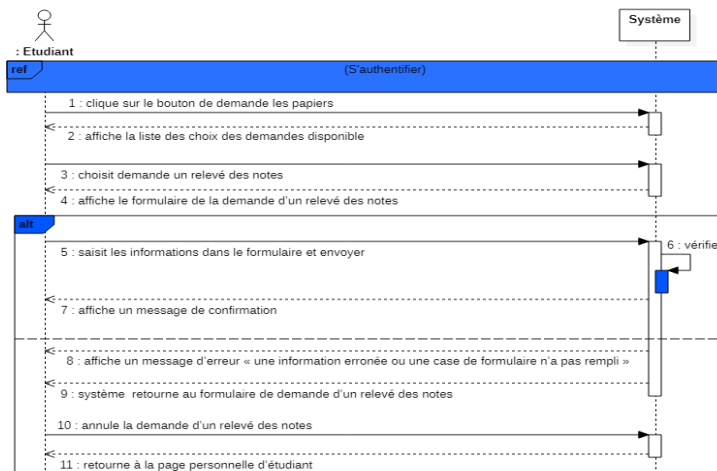 Système
: Etudiant
ref
(S'authentifier)
1 : clique sur le bouton de demande les papiers
2 : affiche la liste des choix des demandes disponible
3 : choisit demande un relevé des notes
4 : affiche le formulaire de la demande d'un relevé des notes
alt
5 : saisit les informations dans le formulaire et envoyer
6 : vérifie
7 : affiche un message de confirmation
8 : affiche un message d'erreur « une information erronée ou une case de formulaire n'a pas rempli »
9 : système retourne au formulaire de demande d'un relevé des notes
10 : annule la demande d'un relevé des notes
11 : retourne à la page personnelle d'étudiant